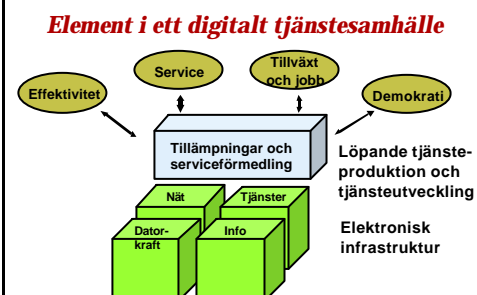 Element i ett digitalt tjänstesamhälle
Effektivitet
Service
Tillväxt
och jobb
Demokrati
Tillämpningar och
serviceförmedling
Löpande tjänste-
produktion och
tjänsteutveckling
Nät
Tjänster
Dator-
kraft
Info
Elektronisk
infrastruktur